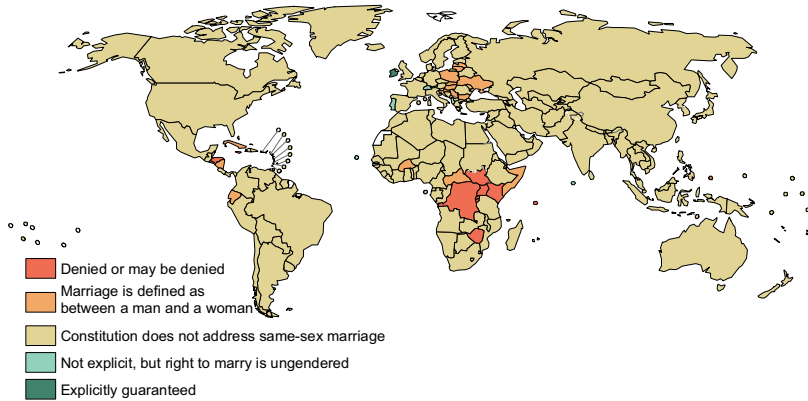 Denied or may be denied
Marriage is defined as
between a man and a woman
Constitution does not address same-sex marriage
Not explicit, but right to marry is ungendered
Explicitly guaranteed